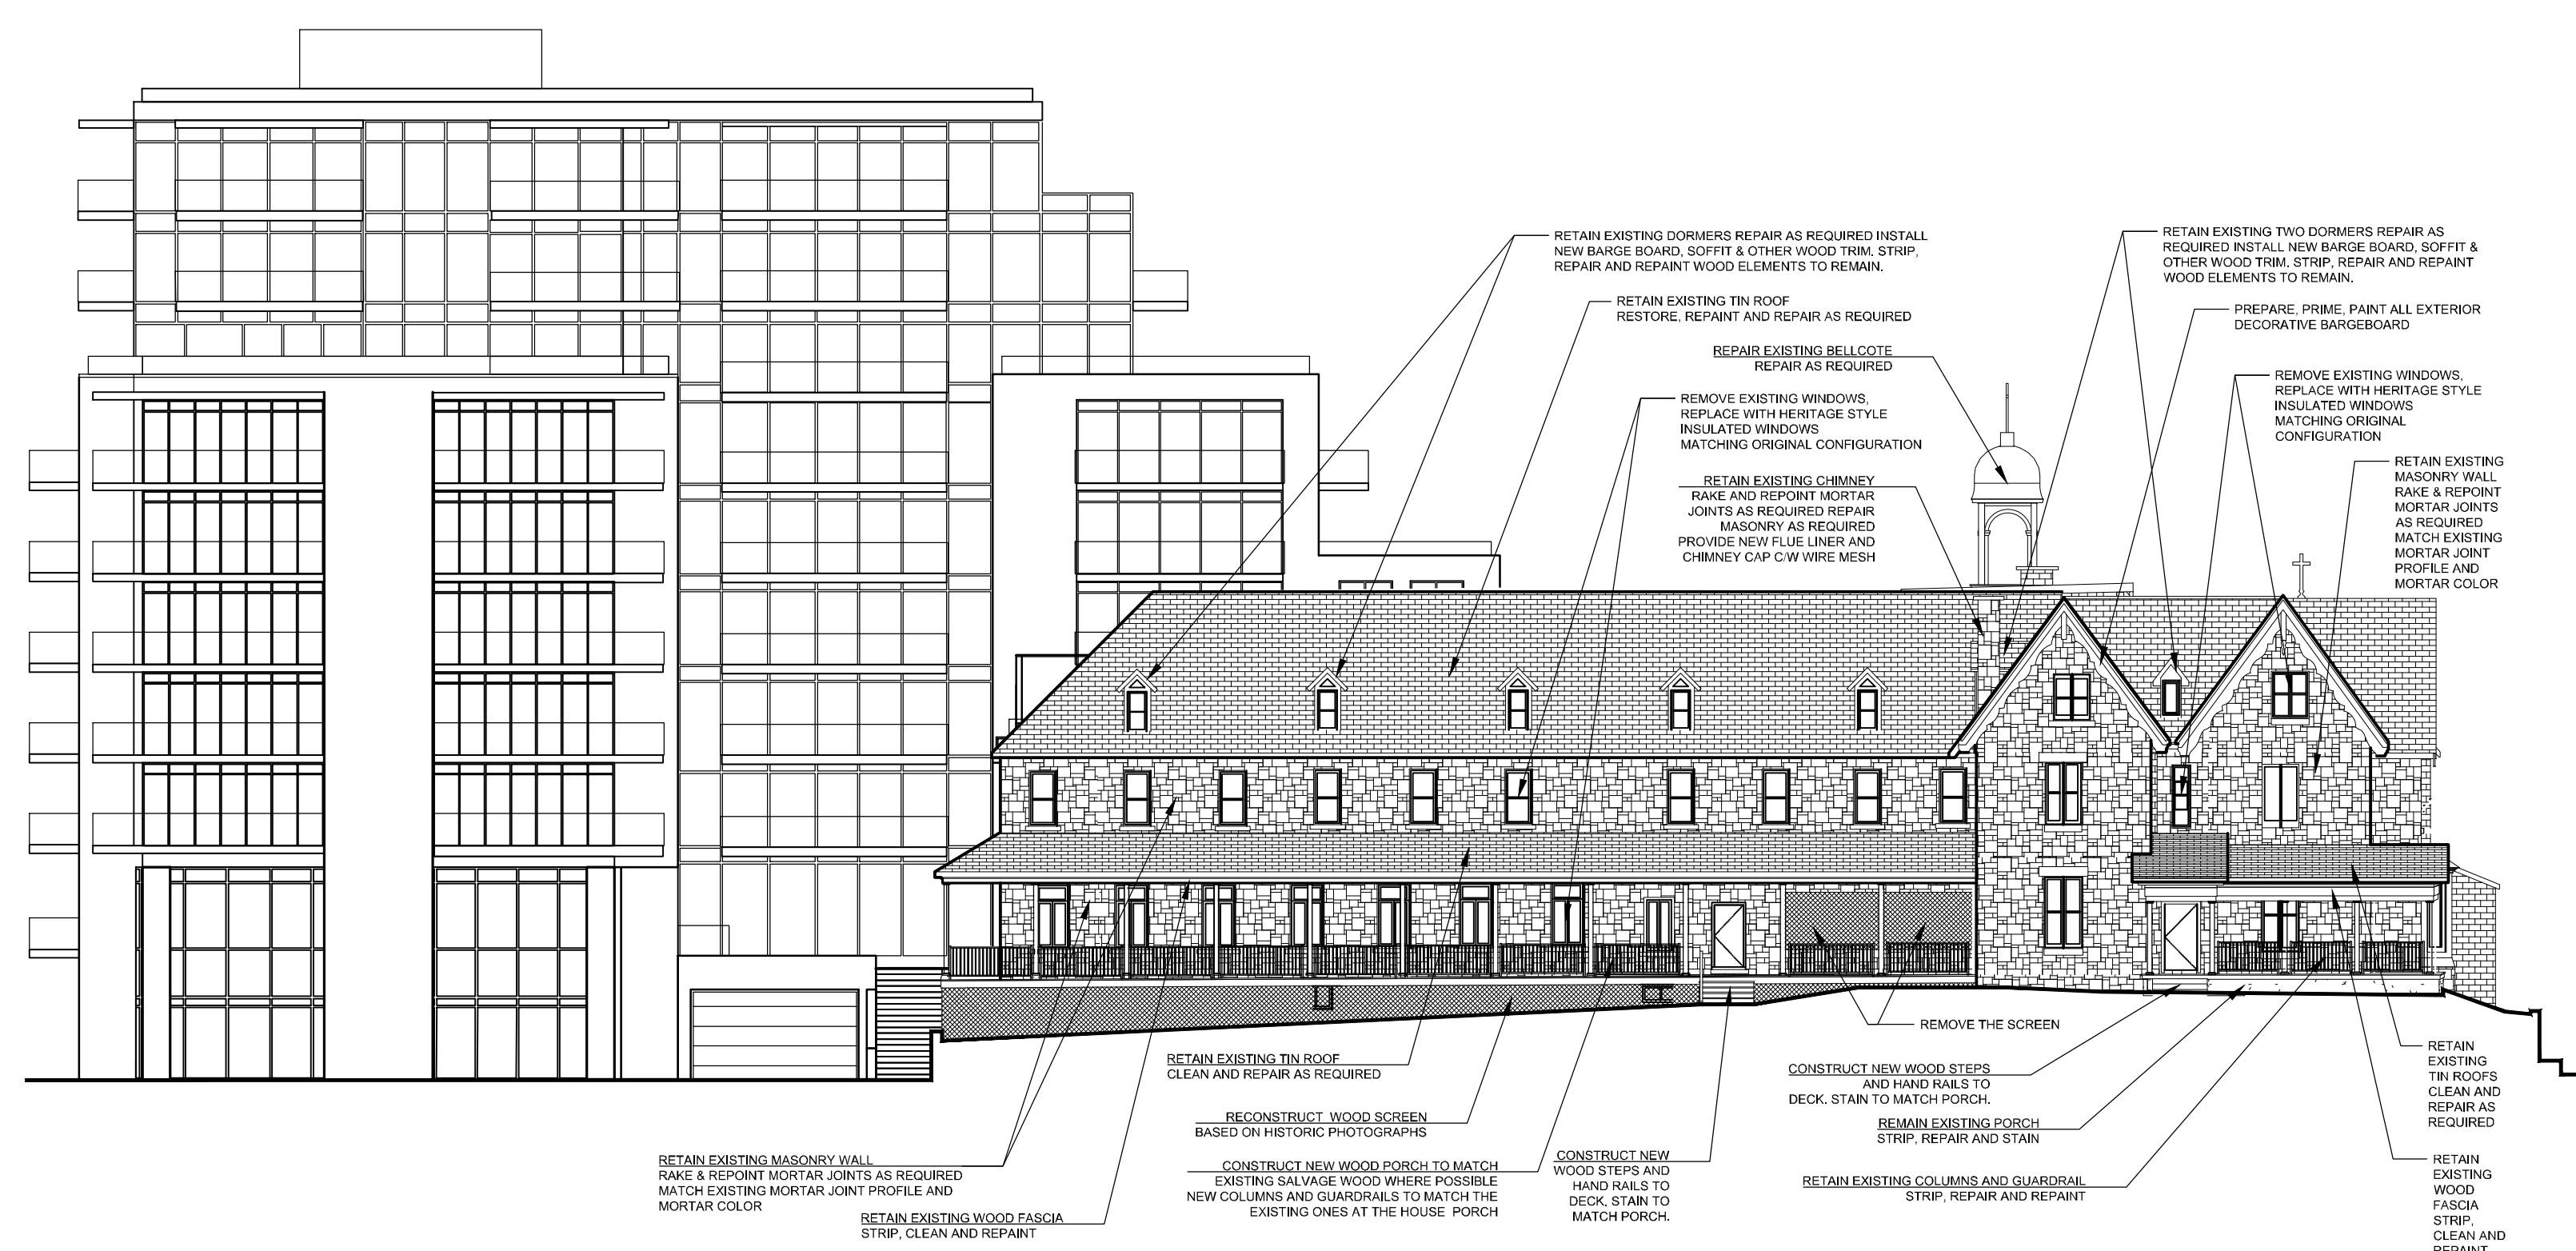 RETAIN EXISTING DORMERS REPAIR AS REQUIRED INSTALL
NEW BARGE BOARD, SOFFIT & OTHER WOOD TRIM. STRIP,
REPAIR AND REPAINT WOOD ELEMENTS TO REMAIN.
RETAIN EXISTING TIN ROOF
RESTORE, REPAINT AND REPAIR AS REQUIRED
REPAIR EXISTING BELLCOTE
REPAIR AS REQUIRED
REMOVE EXISTING WINDOWS,
REPLACE WITH HERITAGE STYLE
INSULATED WINDOWS
MATCHING ORIGINAL CONFIGURATION
RETAIN EXISTING CHIMNEY
RAKE AND REPOINT MORTAR
JOINTS AS REQUIRED REPAIR
MASONRY AS REQUIRED
PROVIDE NEW FLUE LINER AND
CHIMNEY CAP C/W WIRE MESH
RETAIN EXISTING TWO DORMERS REPAIR AS
REQUIRED INSTALL NEW BARGE BOARD, SOFFIT &
OTHER WOOD TRIM. STRIP, REPAIR AND REPAINT
WOOD ELEMENTS TO REMAIN.
PREPARE, PRIME, PAINT ALL EXTERIOR
DECORATIVE BARGEBOARD
REMOVE EXISTING WINDOWS,
REPLACE WITH HERITAGE STYLE
INSULATED WINDOWS
MATCHING ORIGINAL
CONFIGURATION
RETAIN EXISTING
MASONRY WALL
RAKE & REPOINT
MORTAR JOINTS
AS REQUIRED
MATCH EXISTING
MORTAR JOINT
PROFILE AND
MORTAR COLOR
RETAIN EXISTING MASONRY WALL
RAKE & REPOINT MORTAR JOINTS AS REQUIRED
MATCH EXISTING MORTAR JOINT PROFILE AND
MORTAR COLOR
RETAIN EXISTING WOOD FASCIA
STRIP, CLEAN AND REPAINT
RETAIN EXISTING TIN ROOF
CLEAN AND REPAIR AS REQUIRED
RECONSTRUCT WOOD SCREEN
BASED ON HISTORIC PHOTOGRAPHS
CONSTRUCT NEW WOOD PORCH TO MATCH
EXISTING SALVAGE WOOD WHERE POSSIBLE
NEW COLUMNS AND GUARDRAILS TO MATCH THE
EXISTING ONES AT THE HOUSE PORCH
CONSTRUCT NEW
WOOD STEPS AND
HAND RAILS TO
DECK. STAIN TO
MATCH PORCH.
REMOVE THE SCREEN
CONSTRUCT NEW WOOD STEPS
AND HAND RAILS TO
DECK. STAIN TO MATCH PORCH.
REMAIN EXISTING PORCH
STRIP, REPAIR AND STAIN
RETAIN EXISTING COLUMNS AND GUARDRAIL
STRIP, REPAIR AND REPAINT
RETAIN
EXISTING
TIN ROOFS
CLEAN AND
REPAIR AS
REQUIRED
RETAIN
EXISTING
WOOD
FASCIA
STRIP,
CLEAN AND
REPAINT